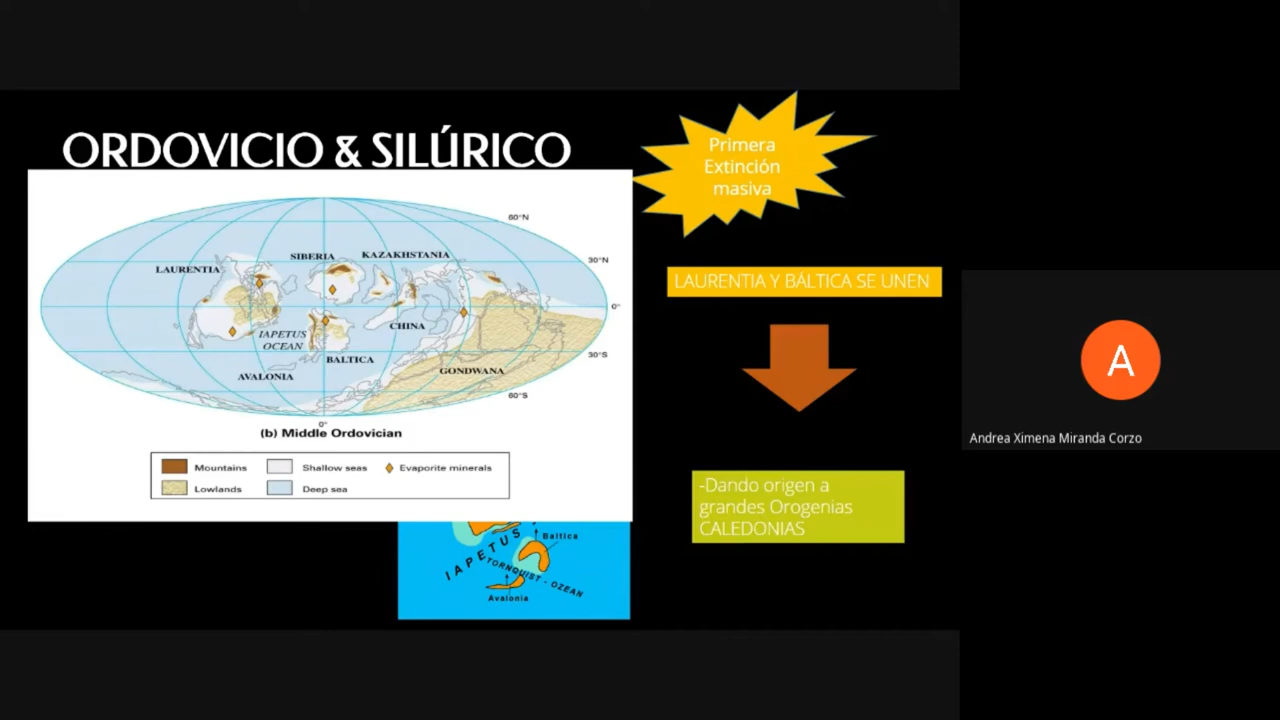 ORDOVICIO & SILÚRICO
Primera
Extinción
masiva
60°N
30°N
0°
30°S
60°S
0°
LAURENTIA
SIBERIA
KAZAKHSTANIA
IAPETUS
OCEAN
CHINA
BALTICA
AVALONIA
GONDWANA
(b) Middle Ordovician
Mountains
Shallow seas
Evaporite minerals
Lowlands
Deep sea
LAURENTIA Y BÁLTICA SE UNEN
-Dando origen a
grandes Orogenias
CALEDONIAS
IAPETUS
Baltica
TORNQUIST - OZEAN
Avalonia
A
Andrea Ximena Miranda Corzo